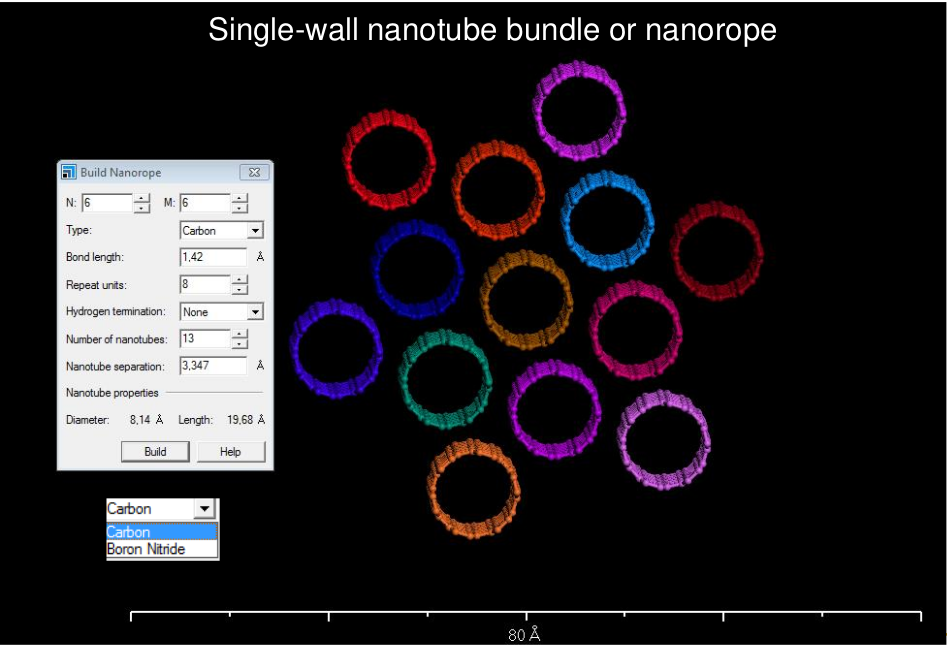 Single-wall nanotube bundle or nanorope
Build Nanorope
N: 6 M: 6
Type: Carbon
Bond length: 1,42 Å
Repeat units: 8
Hydrogen termination: None
Number of nanotubes: 13
Nanotube separation: 3,347 Å
Nanotube properties
Diameter: 8,14 Å Length: 19,68 Å
Build Help
Carbon
Carbon
Boron Nitride
80 Å